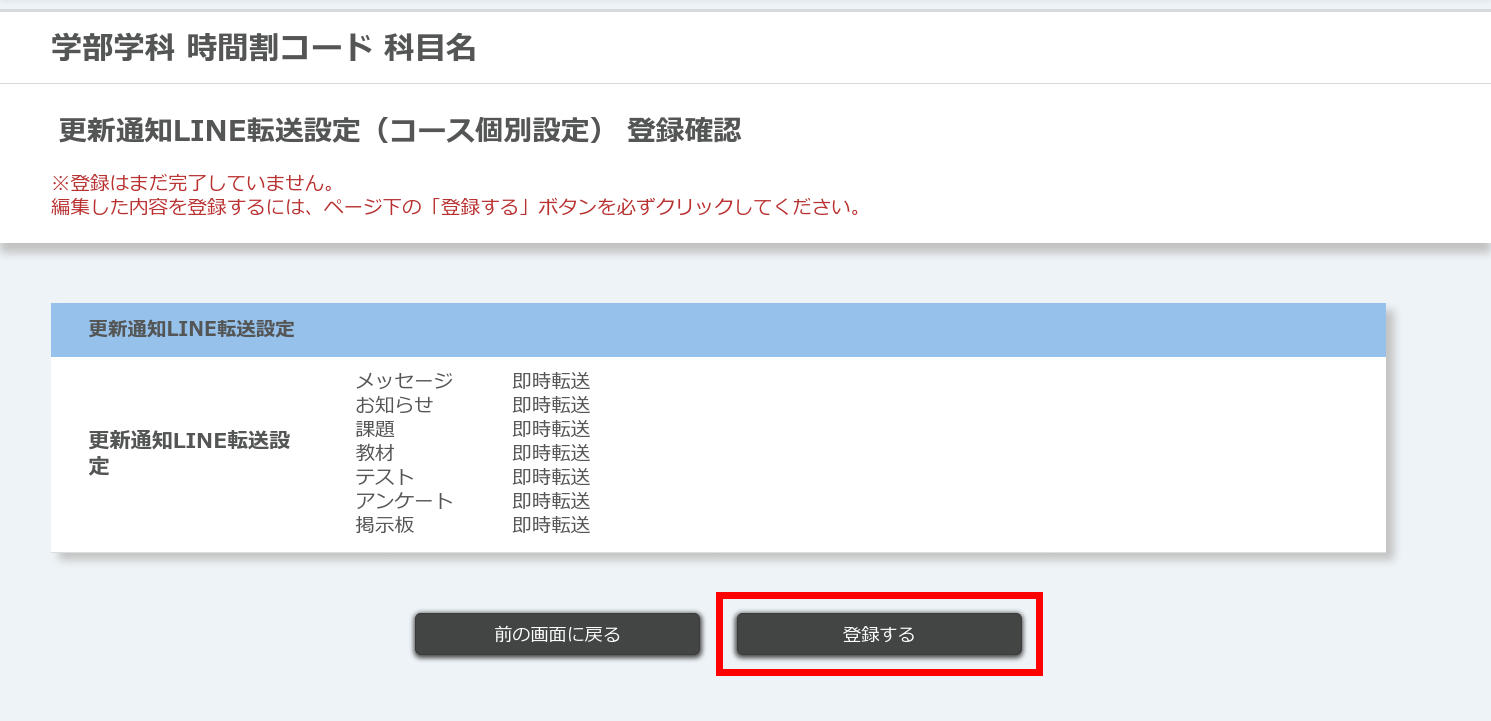 学部学科 時間割コード 科目名
更新通知LINE転送設定（コース個別設定） 登録確認
※登録はまだ完了していません。
編集した内容を登録するには、ページ下の「登録する」ボタンを必ずクリックしてください。
更新通知LINE転送設定
更新通知LINE転送設
定
メッセージ 即時転送
お知らせ 即時転送
課題 即時転送
教材 即時転送
テスト 即時転送
アンケート 即時転送
掲示板 即時転送
前の画面に戻る 登録する